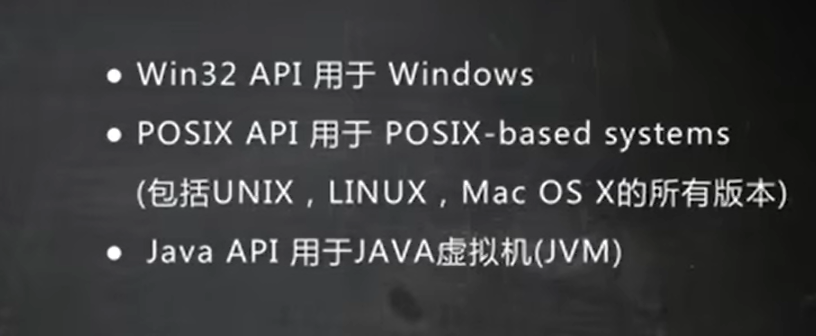 ● Win32 API 用于 Windows
● POSIX API 用于 POSIX-based systems
(包括UNIX，LINUX，Mac OS X的所有版本)
● Java API 用于JAVA虚拟机(JVM)